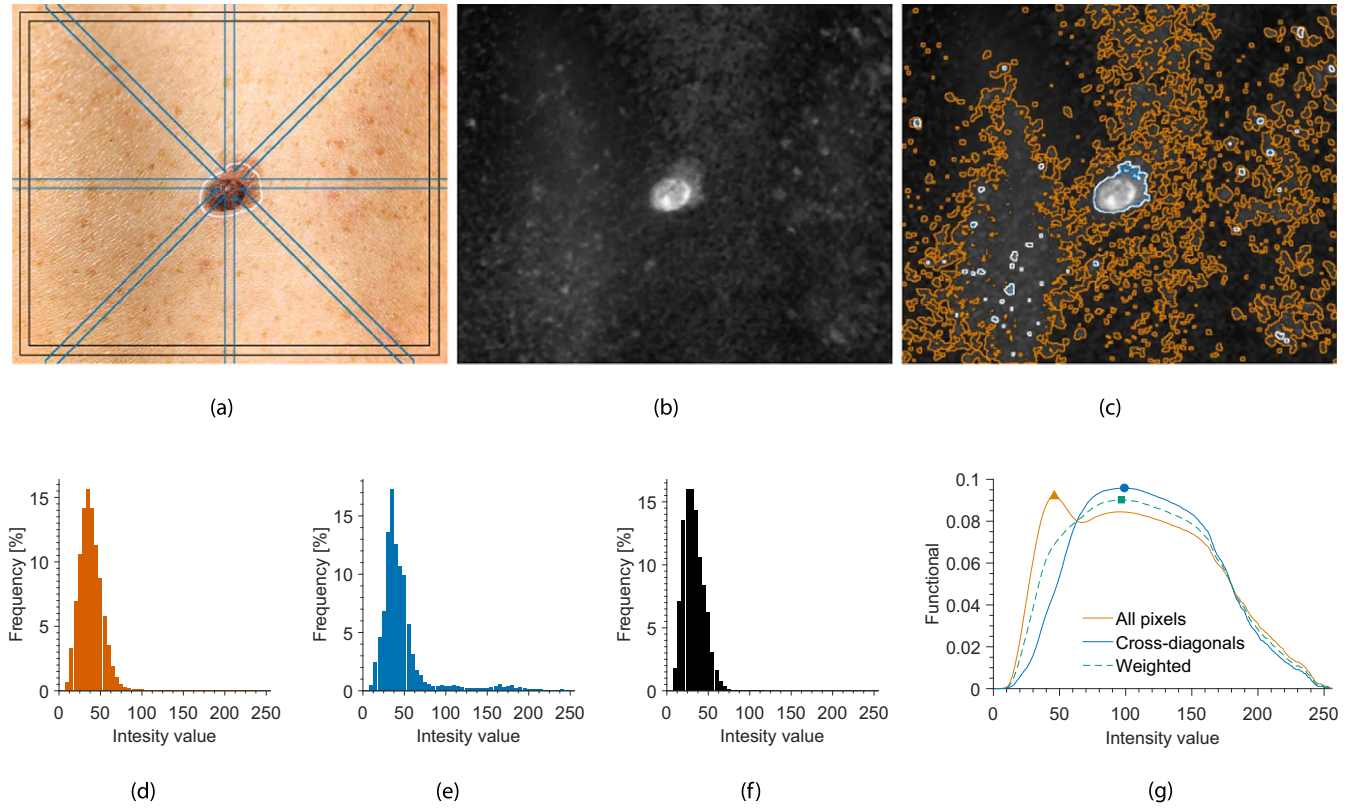 (a)
(b)
(c)
Frequency [%]
15
10
5
0
0 50 100 150 200 250
Intesity value
(d)
Frequency [%]
15
10
5
0
0 50 100 150 200 250
Intesity value
(e)
Frequency [%]
15
10
5
0
0 50 100 150 200 250
Intesity value
(f)
Functional
0.1
0.08
0.06
0.04
0.02
0
All pixels
Cross-diagonals
Weighted
0 50 100 150 200 250
Intensity value
(g)